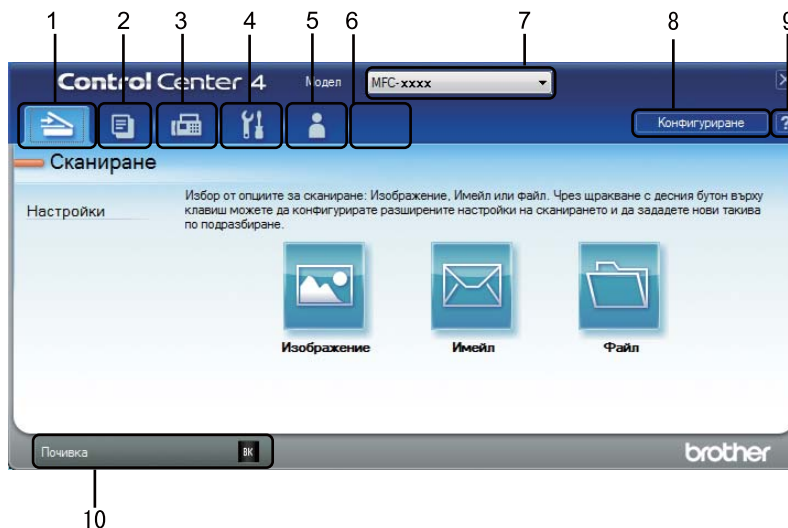 1 2 3 4 5 6 7 8 9
Control Center 4 Модел MFC-xxxx
Конфигуриране ?
Сканиране
Настройки
Избор от опциите за сканиране: Изображение, Имейл или файл. Чрез щракване с десния бутон върху
клавиш можете да конфигурирате разширените настройки на сканирането и да зададете нови такива
по подразбиране.
Изображение Имейл Файл
Почивка BK brother
10